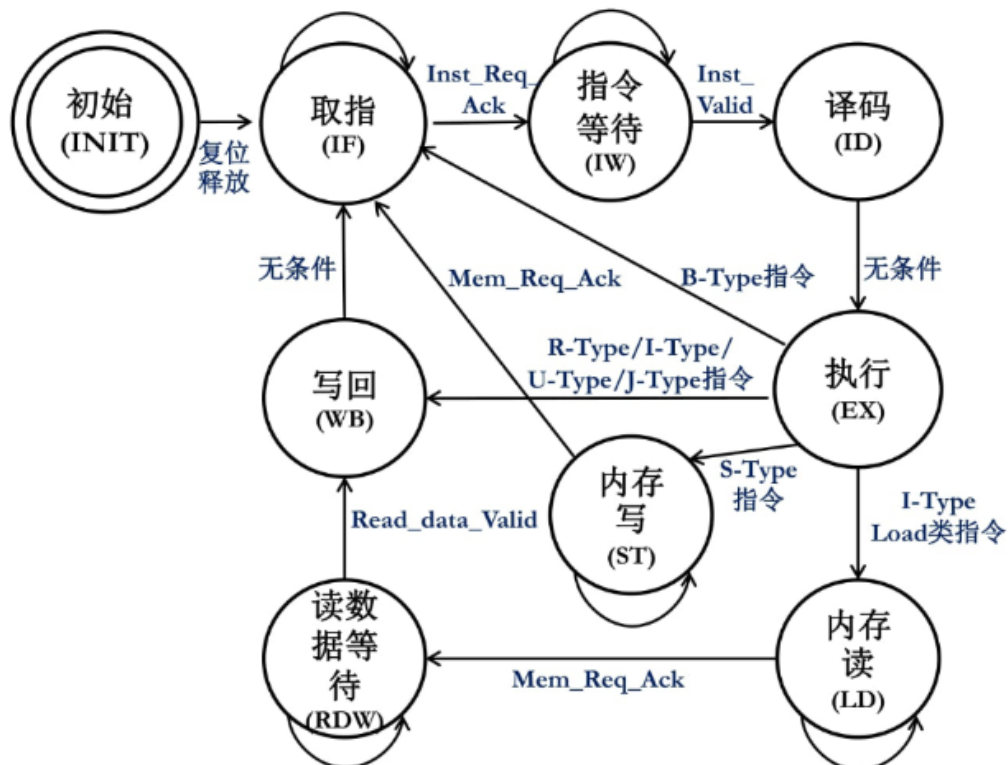 初始
(INIT)
复位
释放
取指
(IF)
Inst_Req_
Ack
指令
等待
(IW)
Inst_
Valid
译码
(ID)
无条件
Mem_Req_Ack
B-Type指令
无条件
R-Type/I-Type/
U-Type/J-Type指令
写回
(WB)
执行
(EX)
S-Type
指令
内存
写
(ST)
I-Type
Load类指令
Read_data_Valid
读数
据等
待
(RDW)
Mem_Req_Ack
内存
读
(LD)